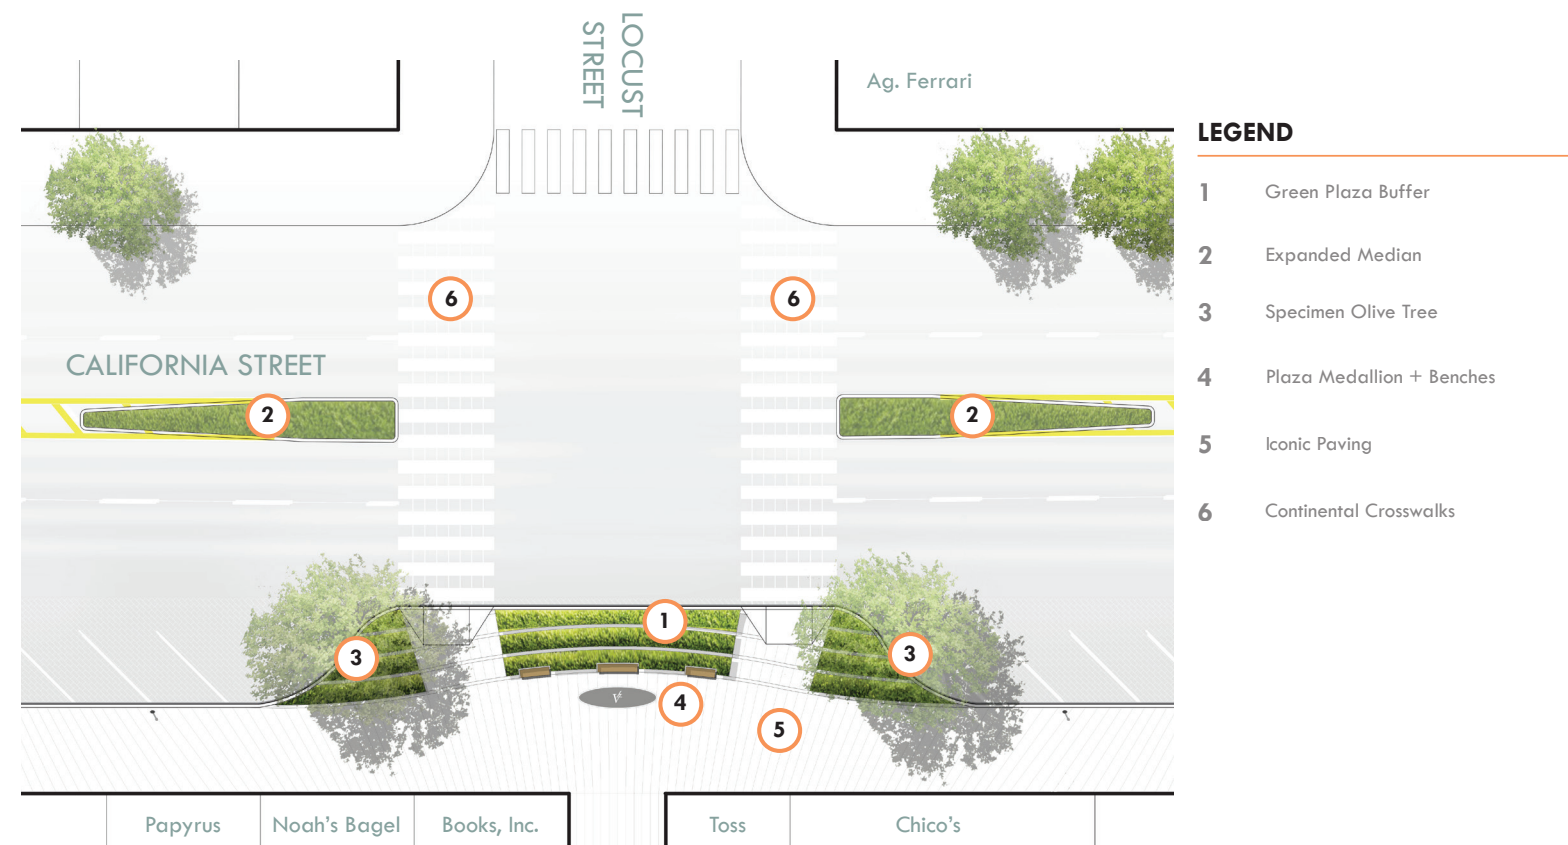 LOCUST
STREET
Ag. Ferrari
6
6
CALIFORNIA STREET
2
2
1
3
3
4
5
Papyrus
Noah's Bagel
Books, Inc.
Toss
Chico's
LEGEND
1 Green Plaza Buffer
2 Expanded Median
3 Specimen Olive Tree
4 Plaza Medallion + Benches
5 Iconic Paving
6 Continental Crosswalks